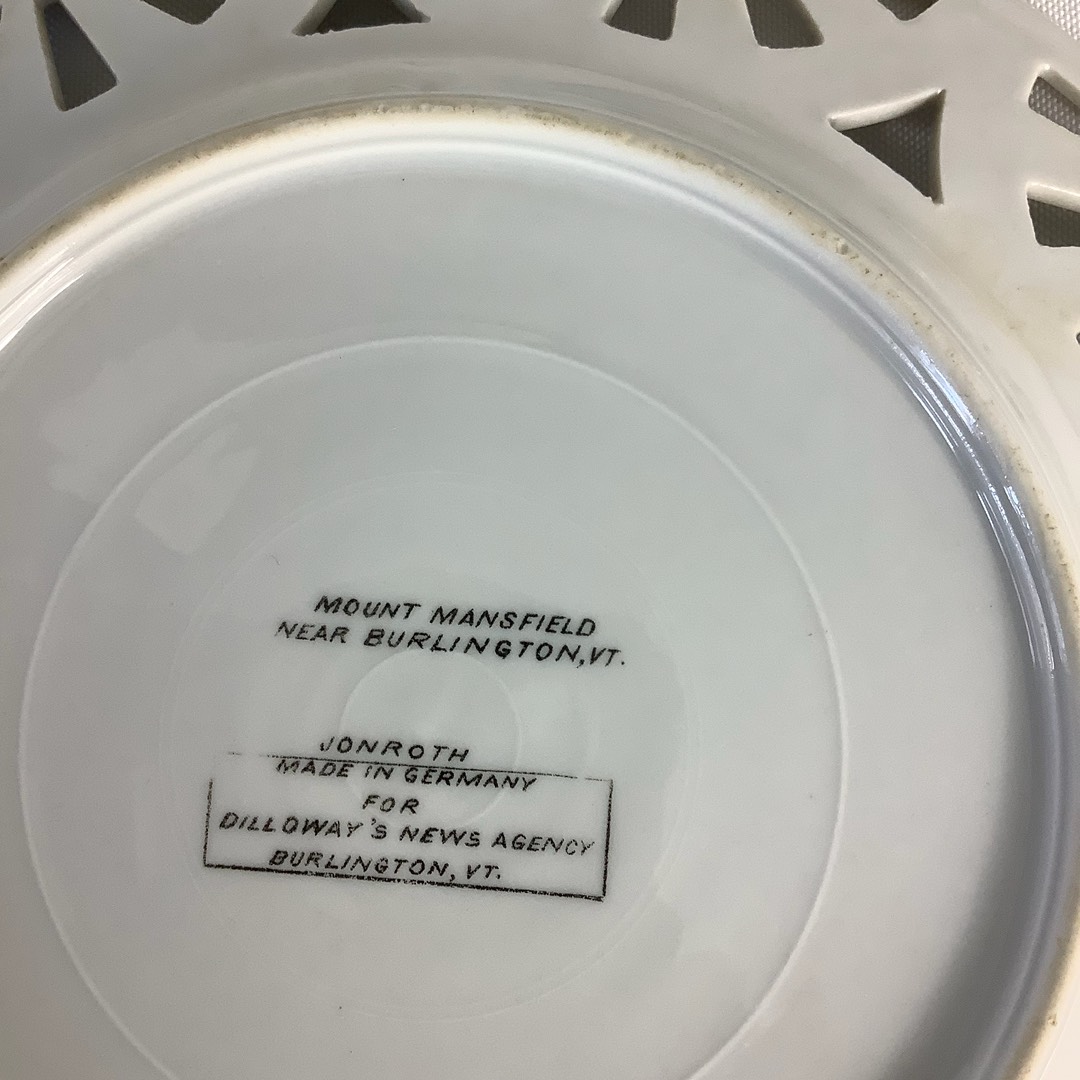 MOUNT MANSFIELD
NEAR BURLINGTON, VT.
JONROTH
MADE IN GERMANY
FOR
DILLOWAY'S NEWS AGENCY
BURLINGTON, VT.